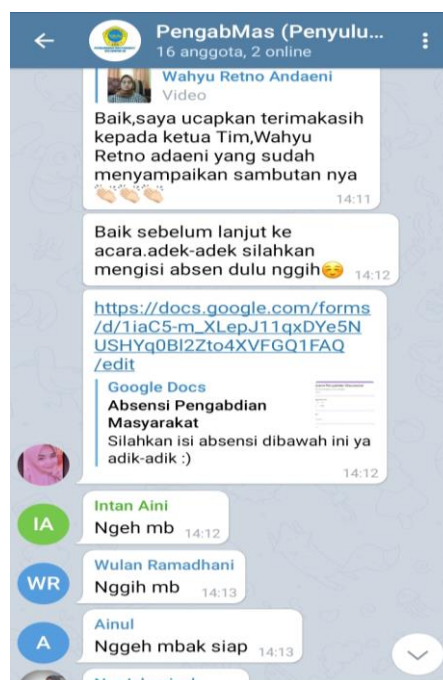 PengabMas (Penyulu...
16 anggota, 2 online
Wahyu Retno Andaeni
Video
Baik,saya ucapkan terimakasih
kepada ketua Tim,Wahyu
Retno adaeni yang sudah
menyampaikan sambutan nya
👏🏻👏🏻👏🏻
14:11
Baik sebelum lanjut ke
acara.adek-adek silahkan
mengisi absen dulu nggih☺️ 14:12
https://docs.google.com/forms
/d/1iaC5-m_XLepJ11qxDYe5N
USHYq0Bl2Zto4XVFGQ1FAQ
/edit
Google Docs
Absensi Pengabdian
Masyarakat
Silahkan isi absensi dibawah ini ya
adik-adik :)
14:12
IA
Intan Aini
Ngeh mb 14:12
WR
Wulan Ramadhani
Nggih mb 14:13
A
Ainul
Nggeh mbak siap 14:13